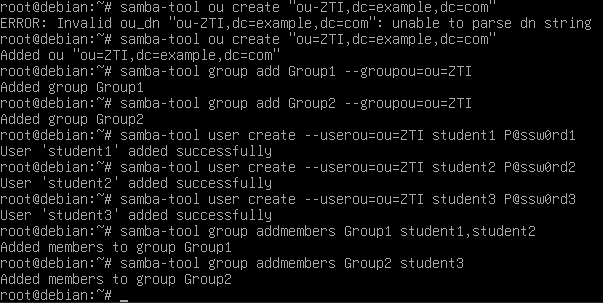 root@debian:~# samba-tool ou create "ou-ZTI,dc=example,dc=com"
ERROR: Invalid ou_dn "ou-ZTI,dc=example,dc=com": unable to parse dn string
root@debian:~# samba-tool ou create "ou=ZTI,dc=example,dc=com"
Added ou "ou=ZTI,dc=example,dc=com"
root@debian:~# samba-tool group add Group1 --groupou=ou=ZTI
Added group Group1
root@debian:~# samba-tool group add Group2 --groupou=ou=ZTI
Added group Group2
root@debian:~# samba-tool user create --userou=ou=ZTI student1 P@ssw0rd1
User 'student1' added successfully
root@debian:~# samba-tool user create --userou=ou=ZTI student2 P@ssw0rd2
User 'student2' added successfully
root@debian:~# samba-tool user create --userou=ou=ZTI student3 P@ssw0rd3
User 'student3' added successfully
root@debian:~# samba-tool group addmembers Group1 student1,student2
Added members to group Group1
root@debian:~# samba-tool group addmembers Group2 student3
Added members to group Group2
root@debian:~# _